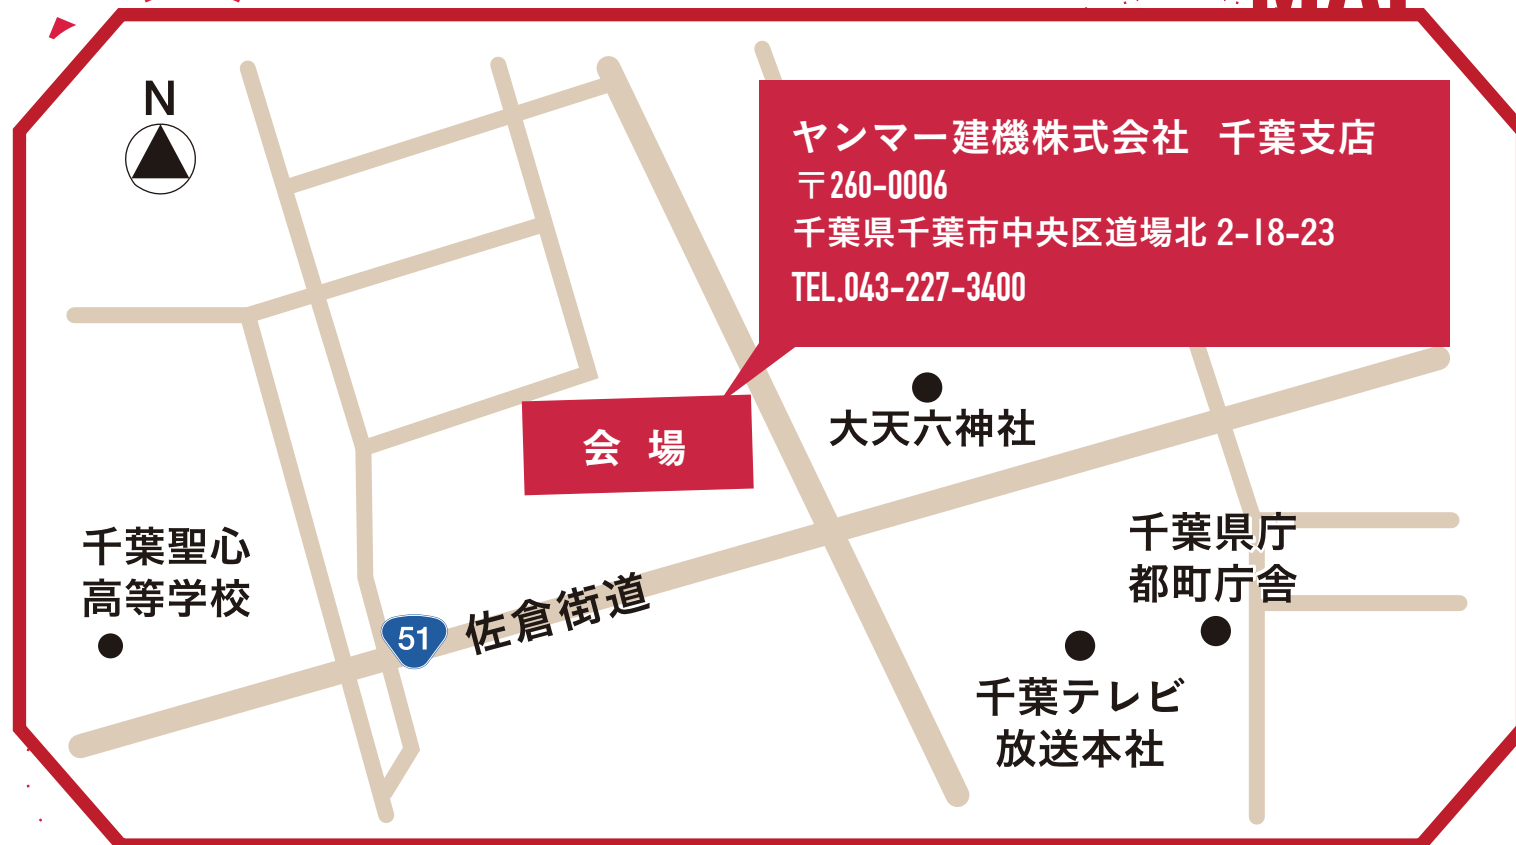 N
ヤンマー建機株式会社 千葉支店
〒260-0006
千葉県千葉市中央区道場北 2-18-23
TEL.043-227-3400
会 場
大天六神社
千葉聖心
高等学校
51
佐倉街道
千葉県庁
都町庁舎
千葉テレビ
放送本社